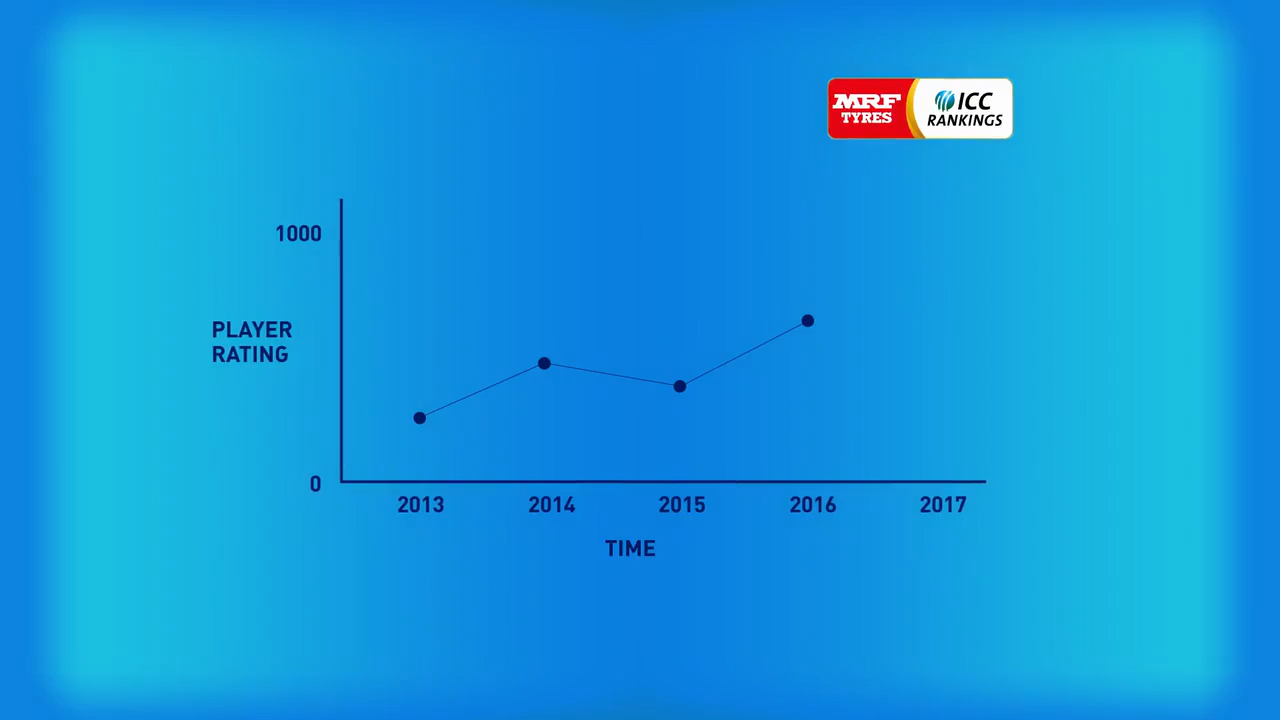 MRF
TYRES
ICC
RANKINGS
1000
PLAYER
RATING
0
2013 2014 2015 2016 2017
TIME